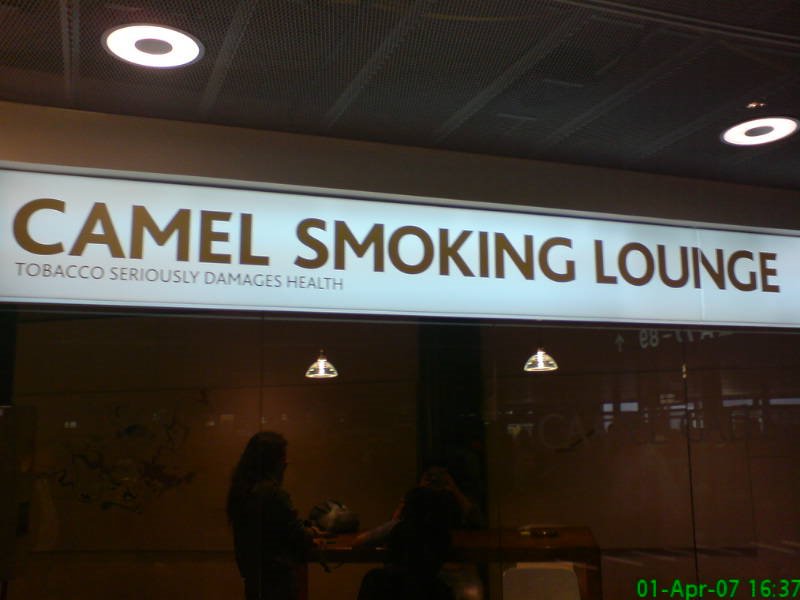 CAMEL SMOKING LOUNGE
TOBACCO SERIOUSLY DAMAGES HEALTH
01-Apr-07 16:37